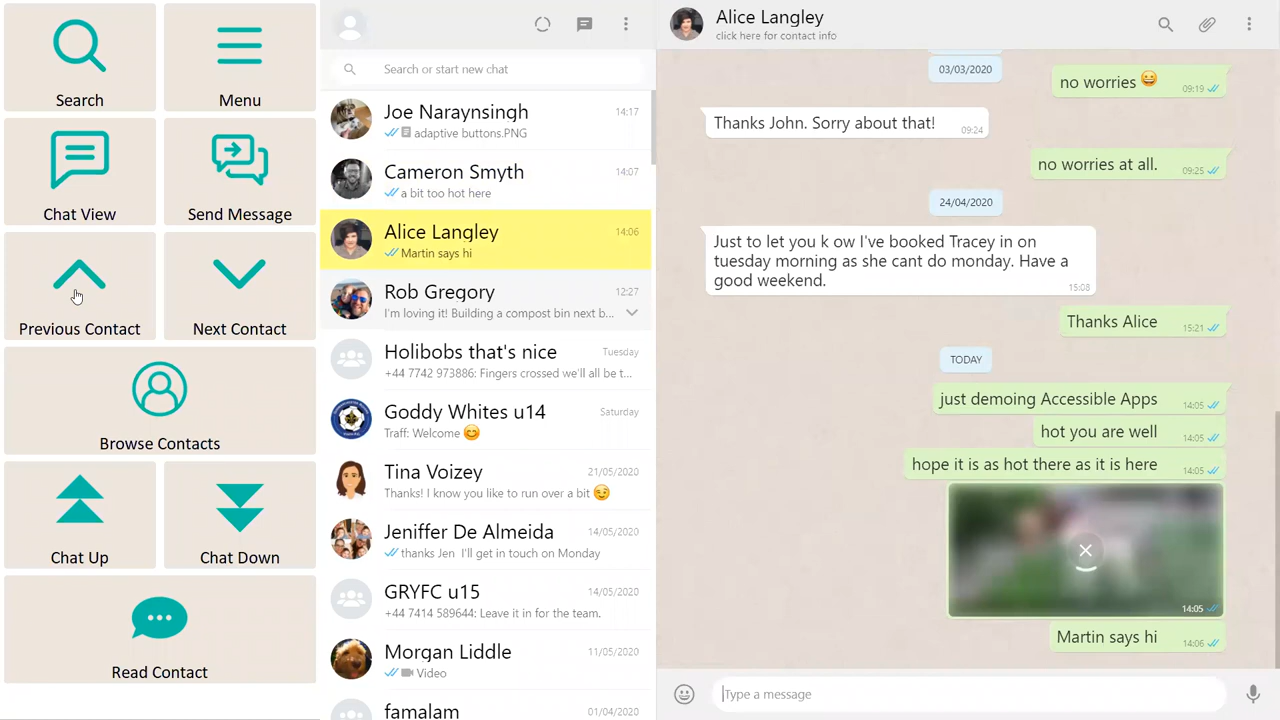 Search
Menu
Chat View
Send Message
Previous Contact
Next Contact
Browse Contacts
Chat Up
Chat Down
Read Contact
Search or start new chat
Joe Naraynsingh
14:17
adaptive buttons.PNG
Cameron Smyth
14:07
a bit too hot here
Alice Langley
14:06
Martin says hi
Rob Gregory
12:27
I'm loving it! Building a compost bin next b...
Holibobs that's nice
Tuesday
+44 7742 973886: Fingers crossed we'll all be t...
Goddy Whites u14
Saturday
Traff: Welcome 😊
Tina Voizey
21/05/2020
Thanks! I know you like to run over a bit 😉
Jeniffer De Almeida
14/05/2020
thanks Jen I'll get in touch on Monday
GRYFC u15
14/05/2020
+44 7414 589644: Leave it in for the team.
Morgan Liddle
11/05/2020
Video
famalam
01/04/2020
Alice Langley
click here for contact info
03/03/2020
no worries 😀
09:19
Thanks John. Sorry about that!
09:24
no worries at all.
09:25
24/04/2020
Just to let you k ow I've booked Tracey in on
tuesday morning as she cant do monday. Have a
good weekend.
15:08
Thanks Alice
15:21
TODAY
just demoing Accessible Apps
14:05
hot you are well
14:05
hope it is as hot there as it is here
14:05
14:05
Martin says hi
14:06
Type a message